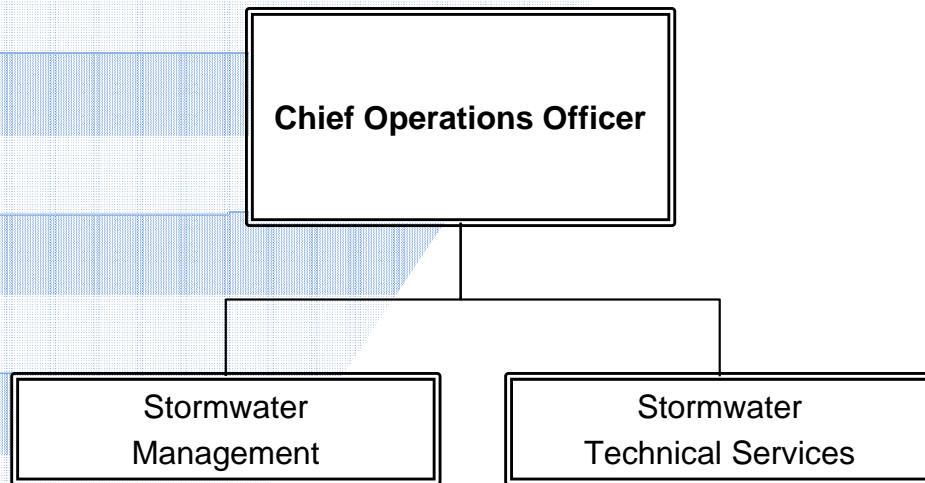 Chief Operations Officer
Stormwater
Management
Stormwater
Technical Services